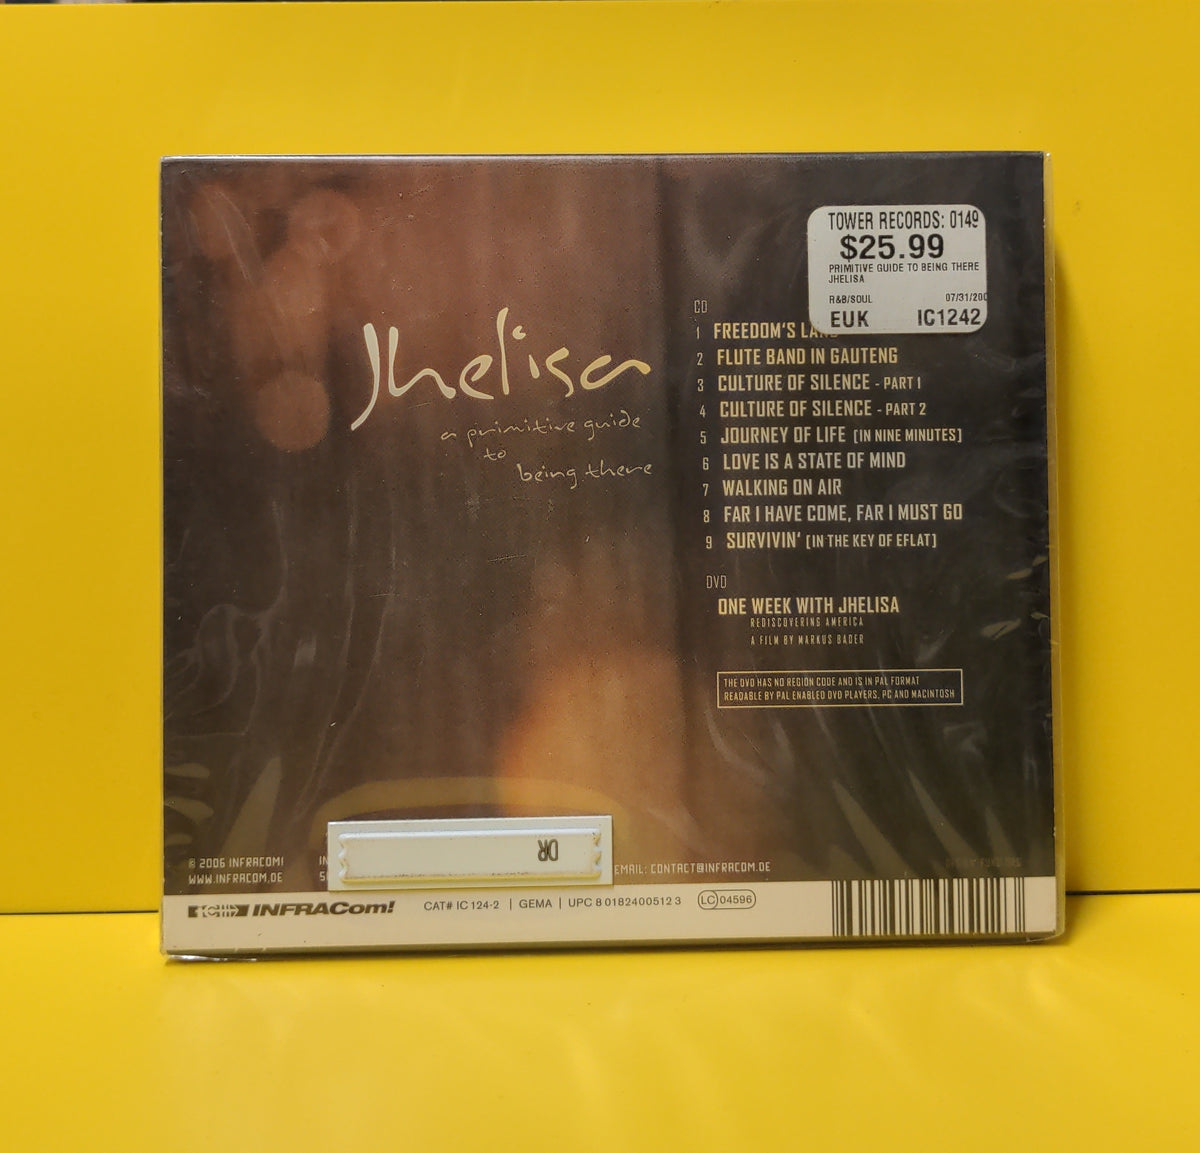 TOWER RECORDS: 0149
$25.99
PRIMITIVE GUIDE TO BEING THERE
JHELISA
R&B/SOUL 07/31/200
EUK IC1242
Jhelisa
a primitive guide
to
being there
CD
1 FREEDOM'S LAND
2 FLUTE BAND IN GAUTENG
3 CULTURE OF SILENCE - PART 1
4 CULTURE OF SILENCE - PART 2
5 JOURNEY OF LIFE [IN NINE MINUTES]
6 LOVE IS A STATE OF MIND
7 WALKING ON AIR
8 FAR I HAVE COME, FAR I MUST GO
9 SURVIVIN' [IN THE KEY OF EFLAT]
DVD
ONE WEEK WITH JHELISA
REDISCOVERING AMERICA
A FILM BY MARKUS BADER
THE DVD HAS NO REGION CODE AND IS IN PAL FORMAT
READABLE BY PAL ENABLED DVD PLAYERS, PC AND MACINTOSH
DR
© 2006 INFRACOM!
WWW.INFRACOM.DE
EMAIL: CONTACT@INFRACOM.DE
INFRACom! CAT# IC 124-2 | GEMA | UPC 8 01824 00512 3 LC 04596